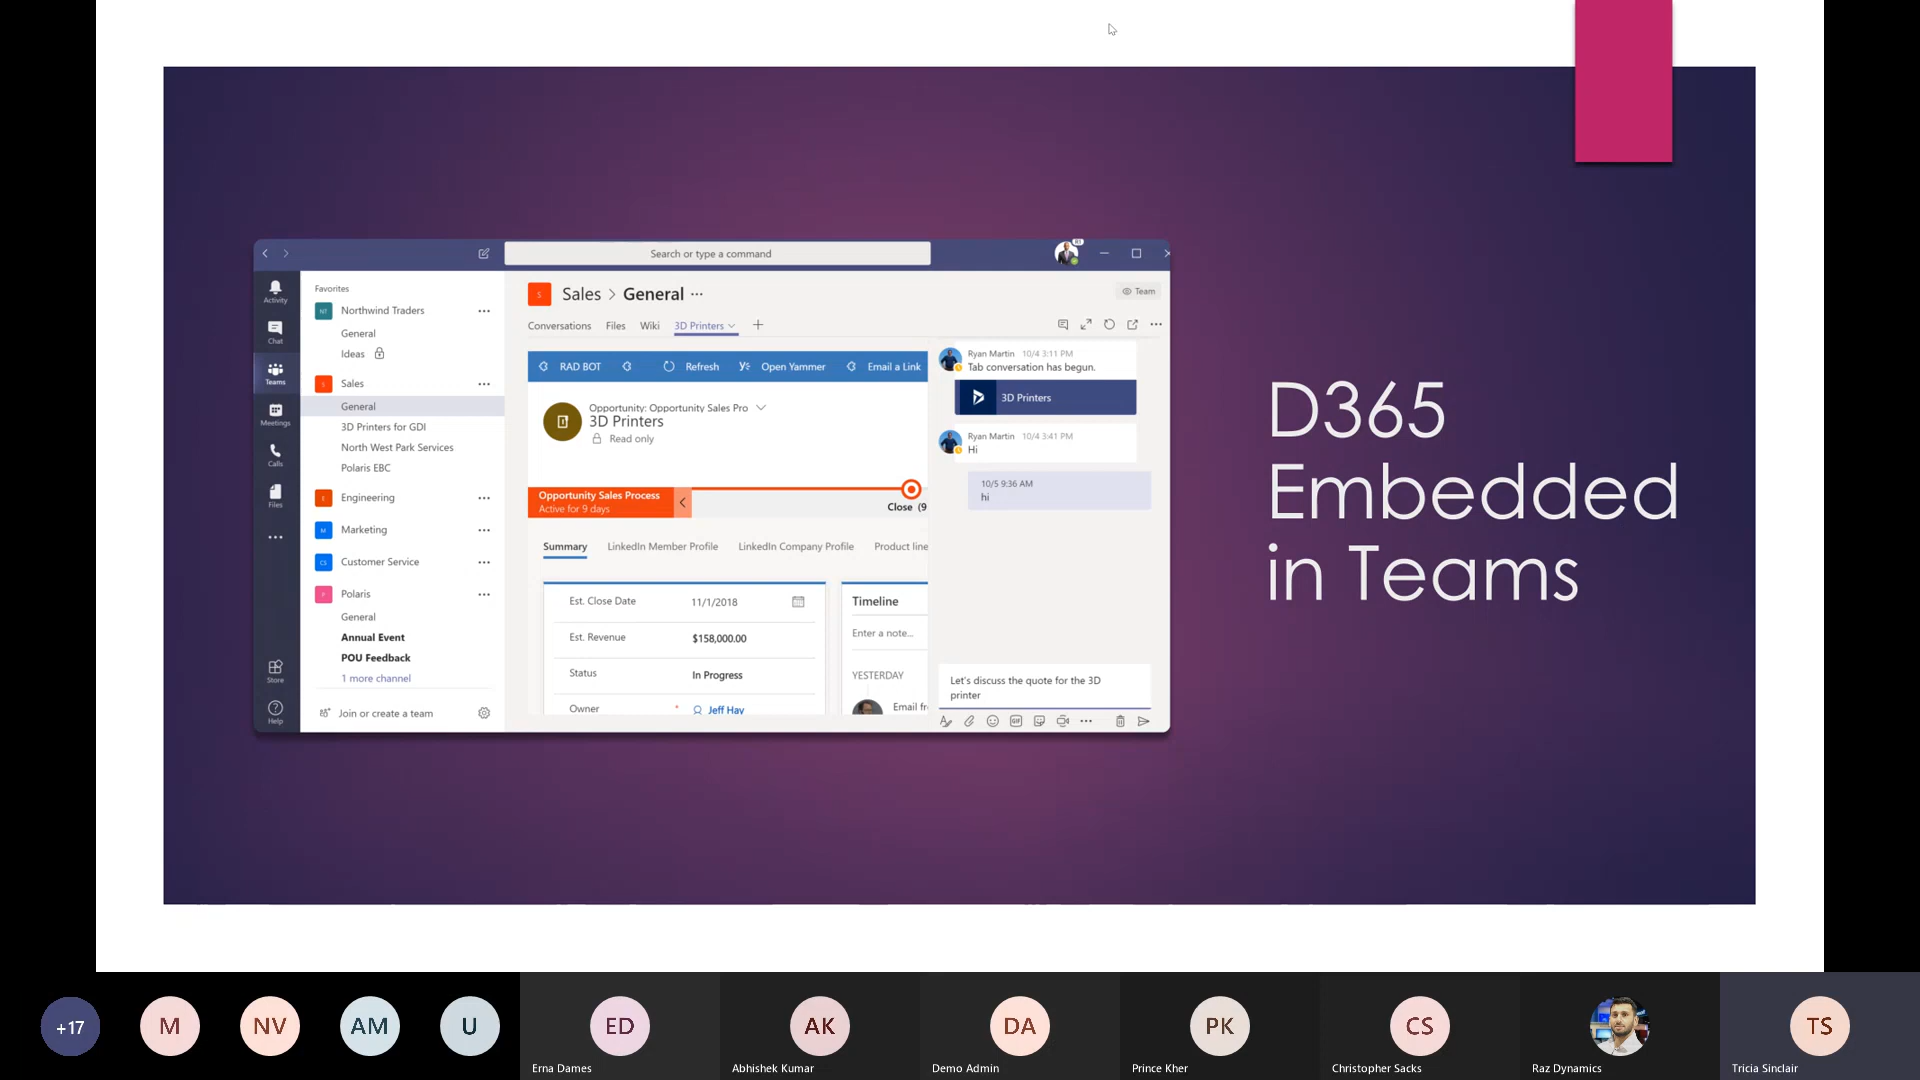 Search or type a command
Activity
Chat
Teams
Meetings
Calls
Files
Store
Help
Favorites
NT Northwind Traders
General
Ideas
S Sales
General
3D Printers for GDI
North West Park Services
Polaris EBC
E Engineering
M Marketing
CS Customer Service
Polaris
General
Annual Event
POU Feedback
1 more channel
Join or create a team
S Sales > General ...
Team
Conversations Files Wiki 3D Printers +
RAD BOT Refresh Open Yammer Email a Link
Opportunity: Opportunity Sales Pro
3D Printers
Read only
Opportunity Sales Process
Active for 9 days
Close (9
Summary LinkedIn Member Profile LinkedIn Company Profile Product line
Est. Close Date 11/1/2018
Est. Revenue $158,000.00
Status In Progress
Owner * Jeff Hay
Timeline
Enter a note...
YESTERDAY
Email fr
Ryan Martin 10/4 3:11 PM
Tab conversation has begun.
3D Printers
Ryan Martin 10/4 3:41 PM
Hi
10/5 9:36 AM
hi
Let's discuss the quote for the 3D
printer
GIF
D365
Embedded
in Teams
+17 M NV AM U ED AK DA PK CS TS
Erna Dames Abhishek Kumar Demo Admin Prince Kher Christopher Sacks Raz Dynamics Tricia Sinclair